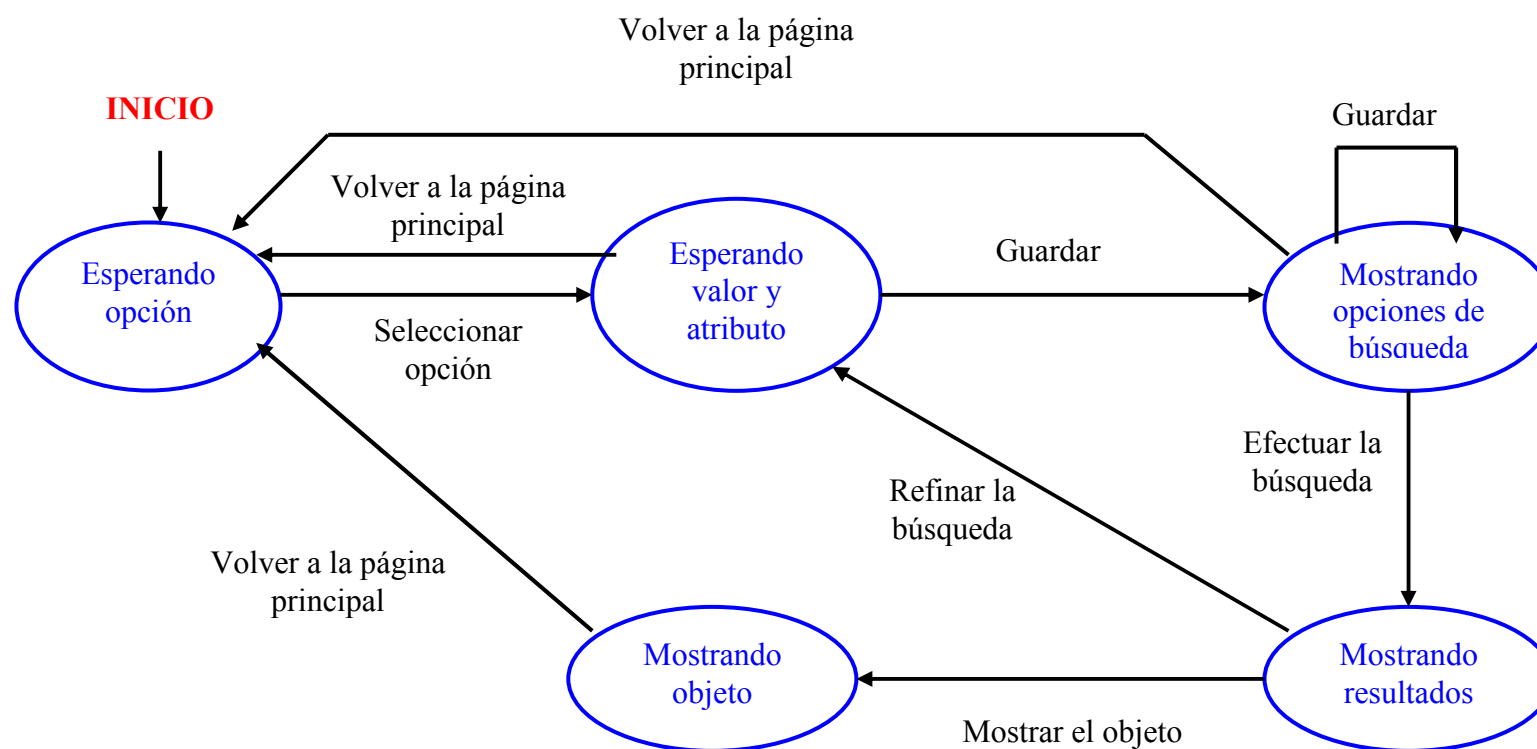 Volver a la página
principal
INICIO
Guardar
Volver a la página
principal
Esperando
opción
Esperando
valor y
atributo
Guardar
Mostrando
opciones de
búsqueda
Seleccionar
opción
Efectuar la
búsqueda
Refinar la
búsqueda
Volver a la página
principal
Mostrando
objeto
Mostrando
resultados
Mostrar el objeto